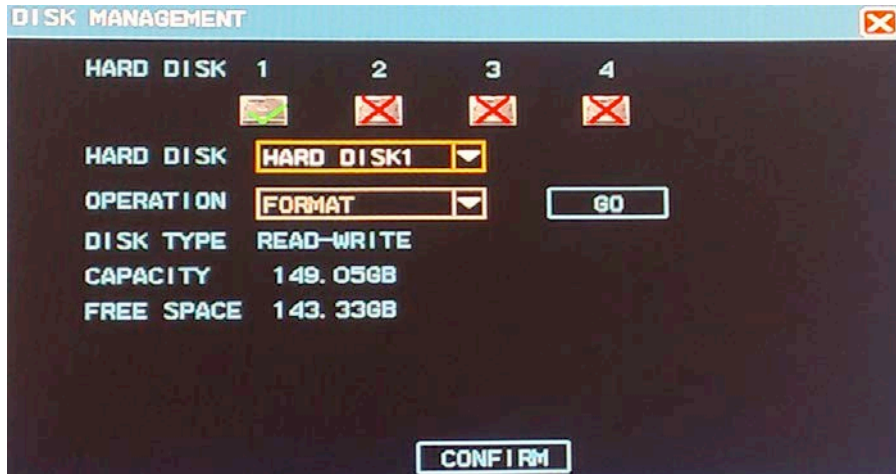 DISK MANAGEMENT
HARD DISK 1 2 3 4
HARD DISK HARD DISK1
OPERATION FORMAT GO
DISK TYPE READ-WRITE
CAPACITY 149.05GB
FREE SPACE 143.33GB
CONFIRM